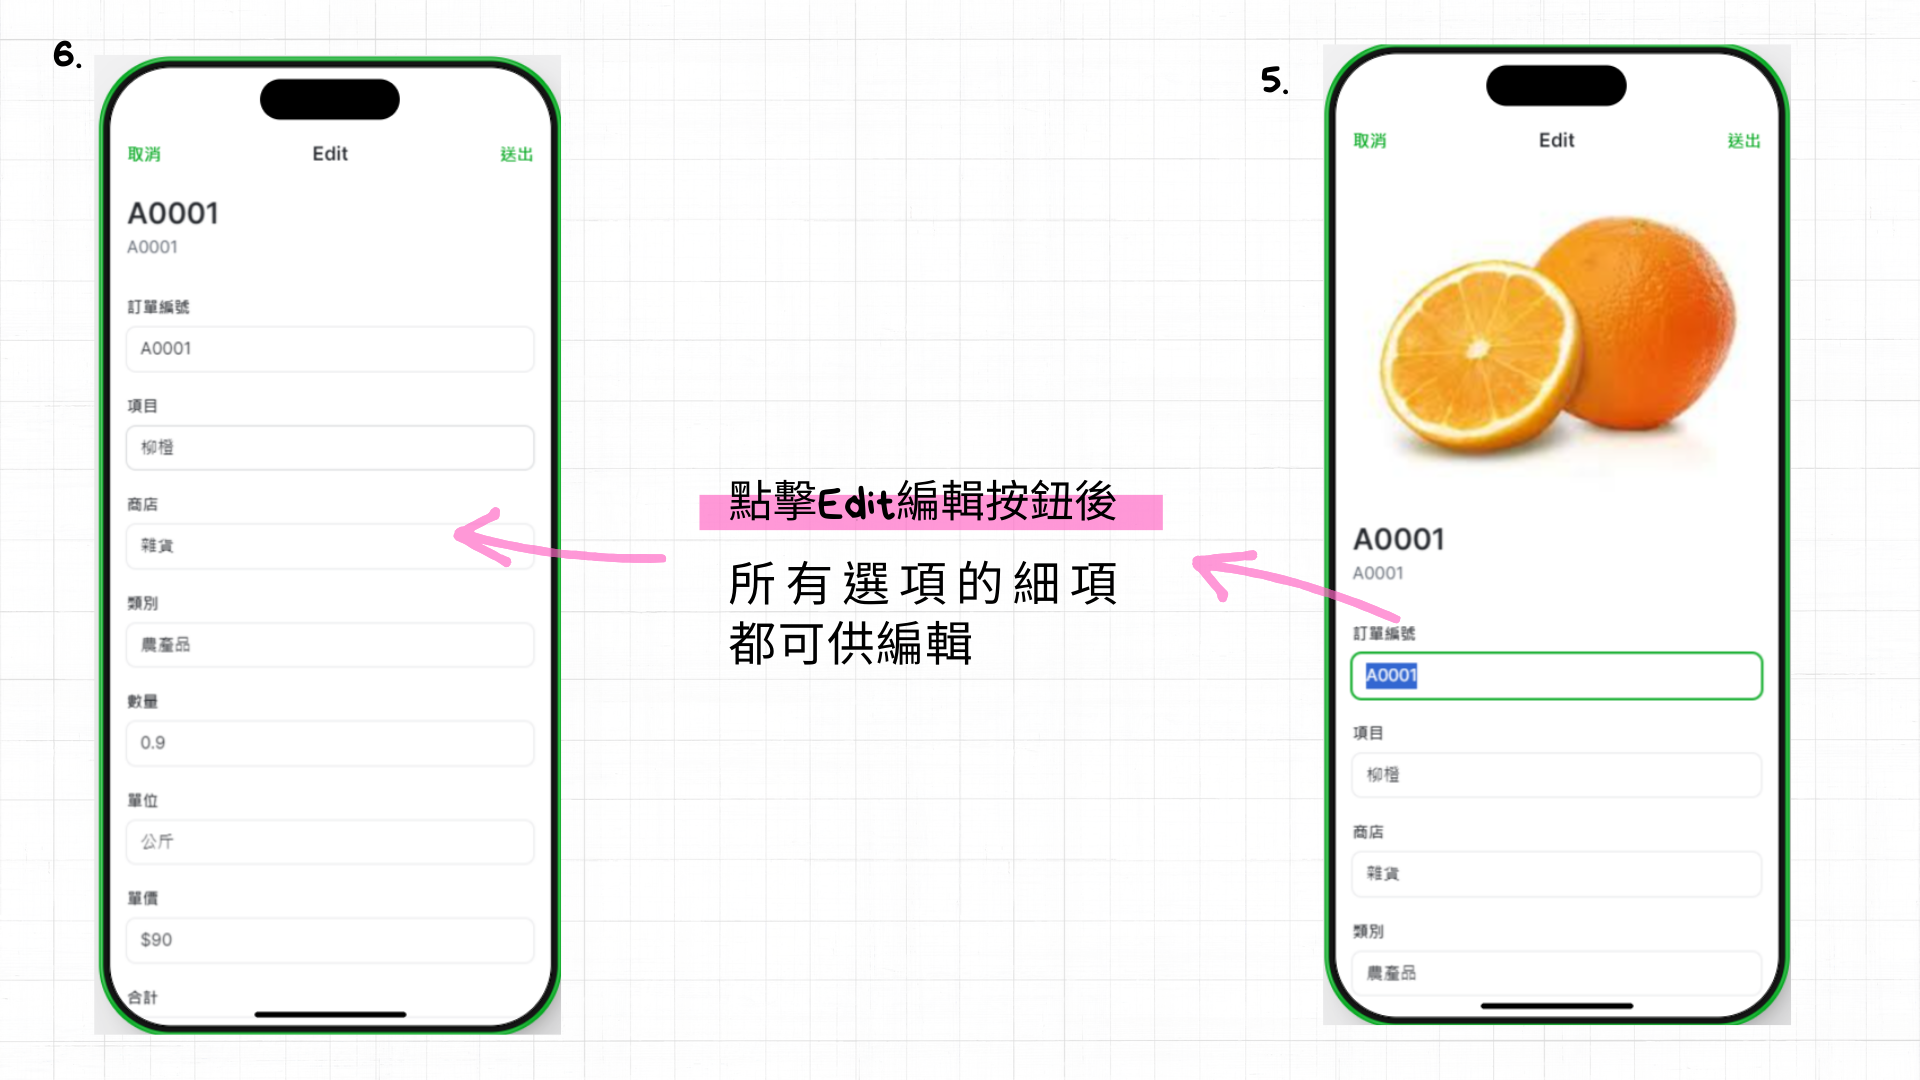 6.
取消
Edit
送出
A0001
A0001
訂單編號
A0001
項目
柳橙
商店
雜貨
類別
農產品
數量
0.9
單位
公斤
單價
$90
合計
點擊Edit編輯按鈕後
所有選項的細項
都可供編輯
5.
取消
Edit
送出
A0001
A0001
訂單編號
A0001
項目
柳橙
商店
雜貨
類別
農產品